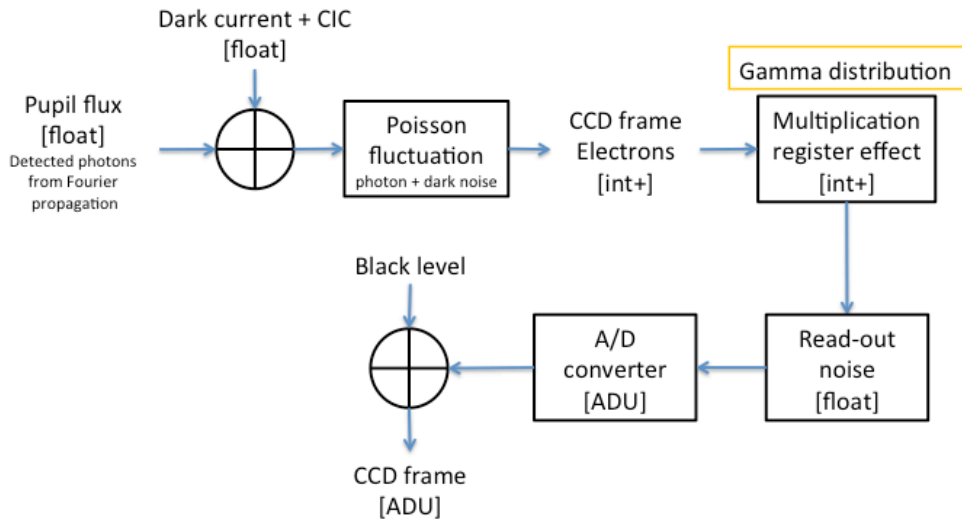 Dark current + CIC
[float]
Pupil flux
[float]
Detected photons
from Fourier
propagation
Poisson
fluctuation
photon + dark noise
CCD frame
Electrons
[int+]
Gamma distribution
Multiplication
register effect
[int+]
Black level
A/D
converter
[ADU]
Read-out
noise
[float]
CCD frame
[ADU]